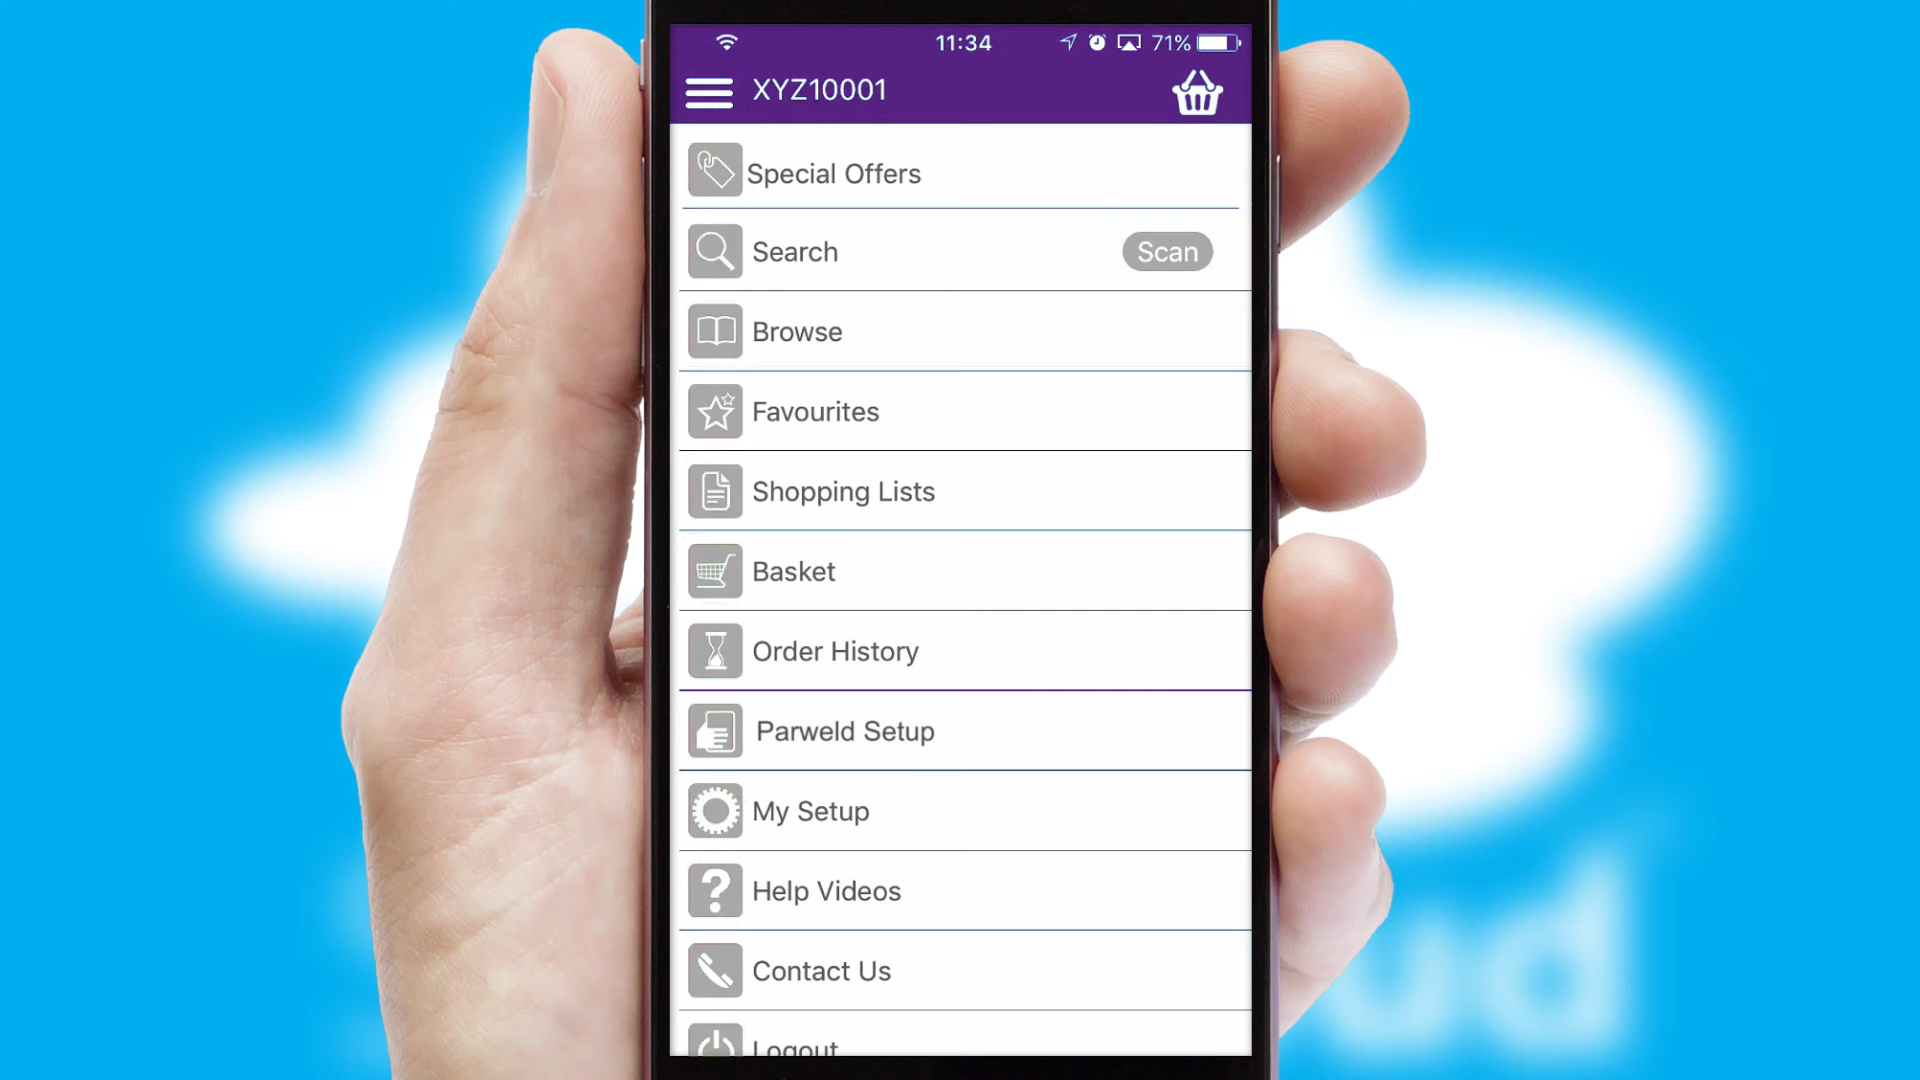 11:34
71%
XYZ10001
Special Offers
Search
Scan
Browse
Favourites
Shopping Lists
Basket
Order History
Parweld Setup
My Setup
Help Videos
Contact Us
Logout
ud